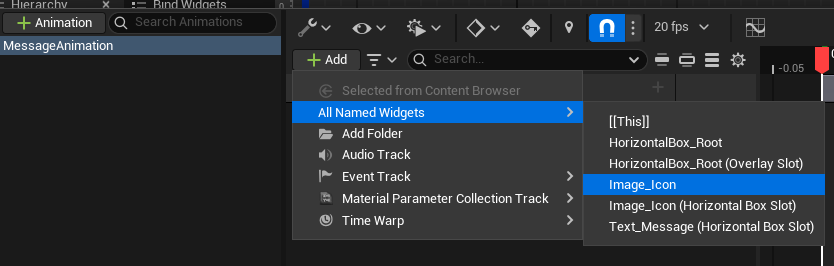 Hierarchy
Bind Widgets
+ Animation
Search Animations
20 fps
MessageAnimation
+ Add
Search...
-0.05
0
Selected from Content Browser
All Named Widgets
[[This]]
Add Folder
HorizontalBox_Root
Audio Track
HorizontalBox_Root (Overlay Slot)
Event Track
Image_Icon
Material Parameter Collection Track
Image_Icon (Horizontal Box Slot)
Time Warp
Text_Message (Horizontal Box Slot)